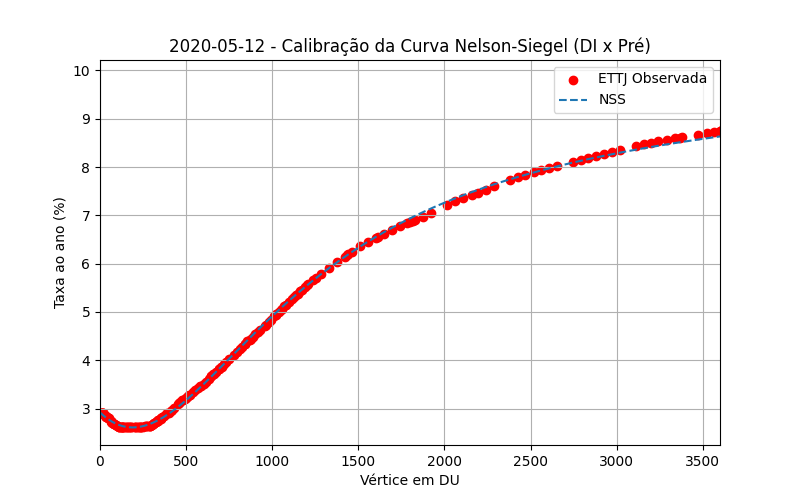 2020-05-12 - Calibração da Curva Nelson-Siegel (DI x Pré)
ETTJ Observada
NSS
Taxa ao ano (%)
10
9
8
7
6
5
4
3
0 500 1000 1500 2000 2500 3000 3500
Vértice em DU